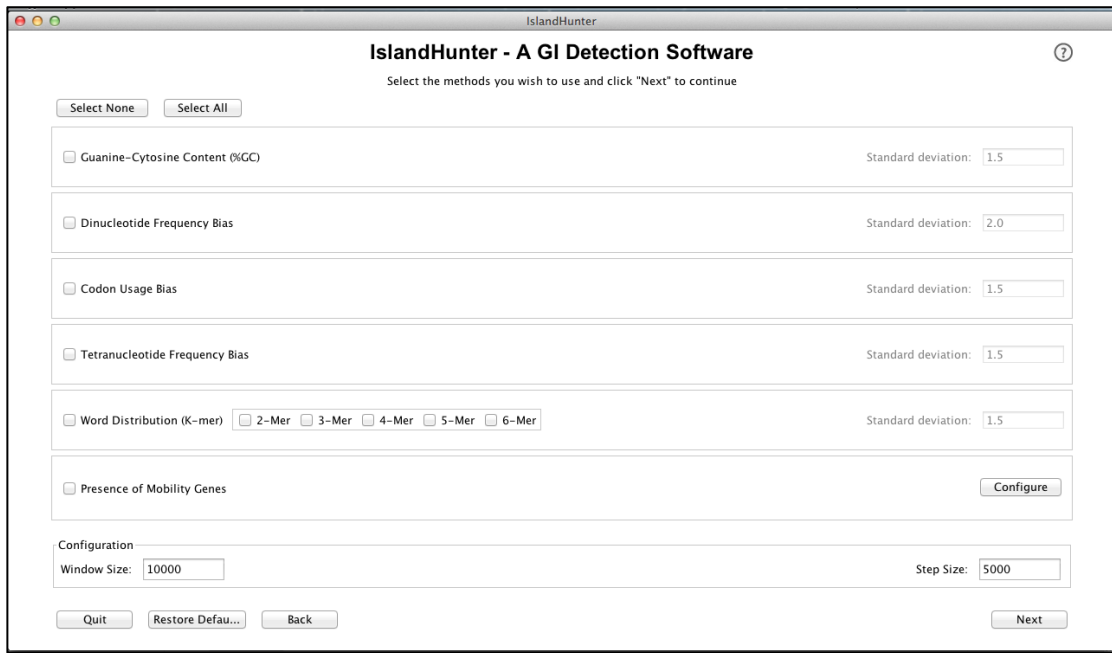 IslandHunter
IslandHunter - A GI Detection Software
?
Select the methods you wish to use and click "Next" to continue
Select None Select All
Guanine-Cytosine Content (%GC) Standard deviation: 1.5
Dinucleotide Frequency Bias Standard deviation: 2.0
Codon Usage Bias Standard deviation: 1.5
Tetranucleotide Frequency Bias Standard deviation: 1.5
Word Distribution (K-mer) 2-Mer 3-Mer 4-Mer 5-Mer 6-Mer Standard deviation: 1.5
Presence of Mobility Genes Configure
Configuration
Window Size: 10000 Step Size: 5000
Quit Restore Defau... Back Next